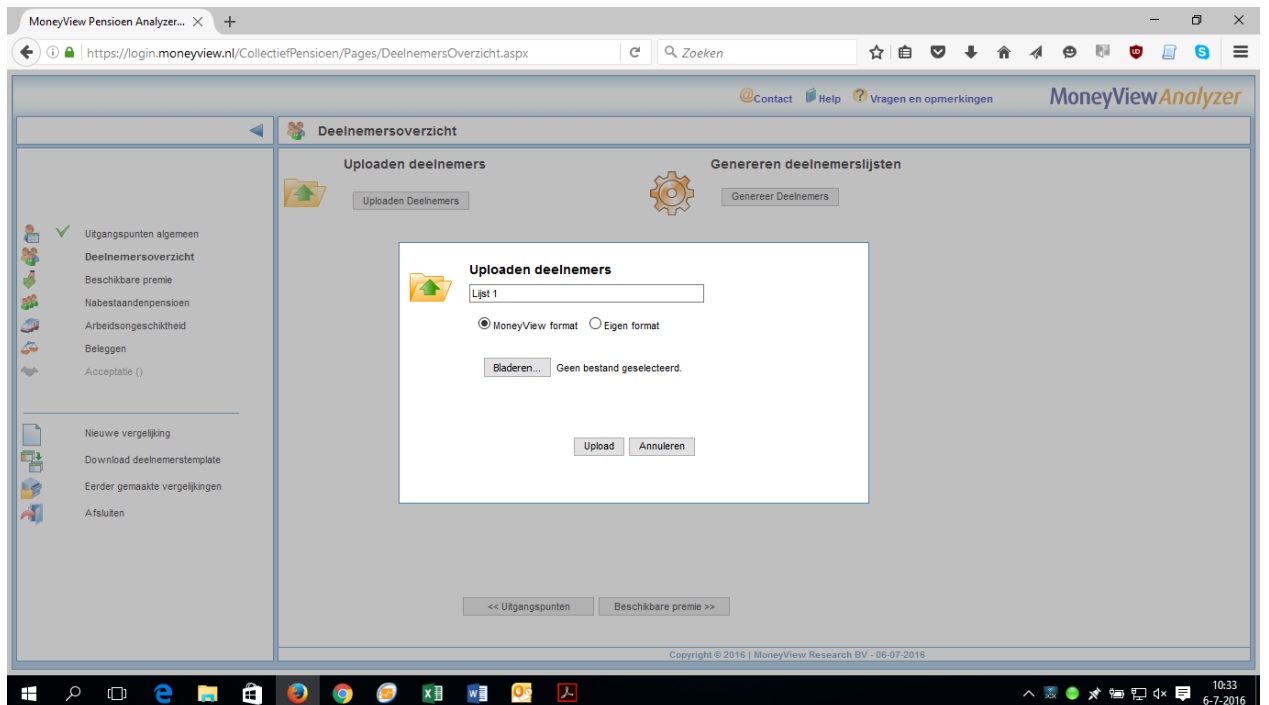 MoneyView Pensioen Analyzer...
https://login.moneyview.nl/CollectiefPensioen/Pages/DeelnemersOverzicht.aspx
Zoeken
Contact Help Vragen en opmerkingen MoneyView Analyzer
Deelnemersoverzicht
Uploaden deelnemers
Uploaden Deelnemers
Genereren deelnemerslijsten
Genereer Deelnemers
Uitgangspunten algemeen
Deelnemersoverzicht
Beschikbare premie
Nabestaandenpensioen
Arbeidsongeschiktheid
Beleggen
Acceptatie ()
Nieuwe vergelijking
Download deelnemerstemplate
Eerder gemaakte vergelijkingen
Afsluiten
Uploaden deelnemers
Lijst 1
MoneyView format Eigen format
Bladeren... Geen bestand geselecteerd.
Upload Annuleren
<< Uitgangspunten Beschikbare premie >>
Copyright © 2016 | MoneyView Research BV - 06-07-2016
10:33
6-7-2016